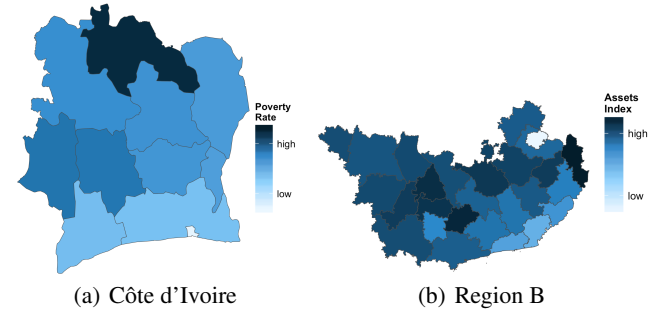 Poverty
Rate
high
low
Assets
Index
high
low
(a) Côte d'Ivoire
(b) Region B